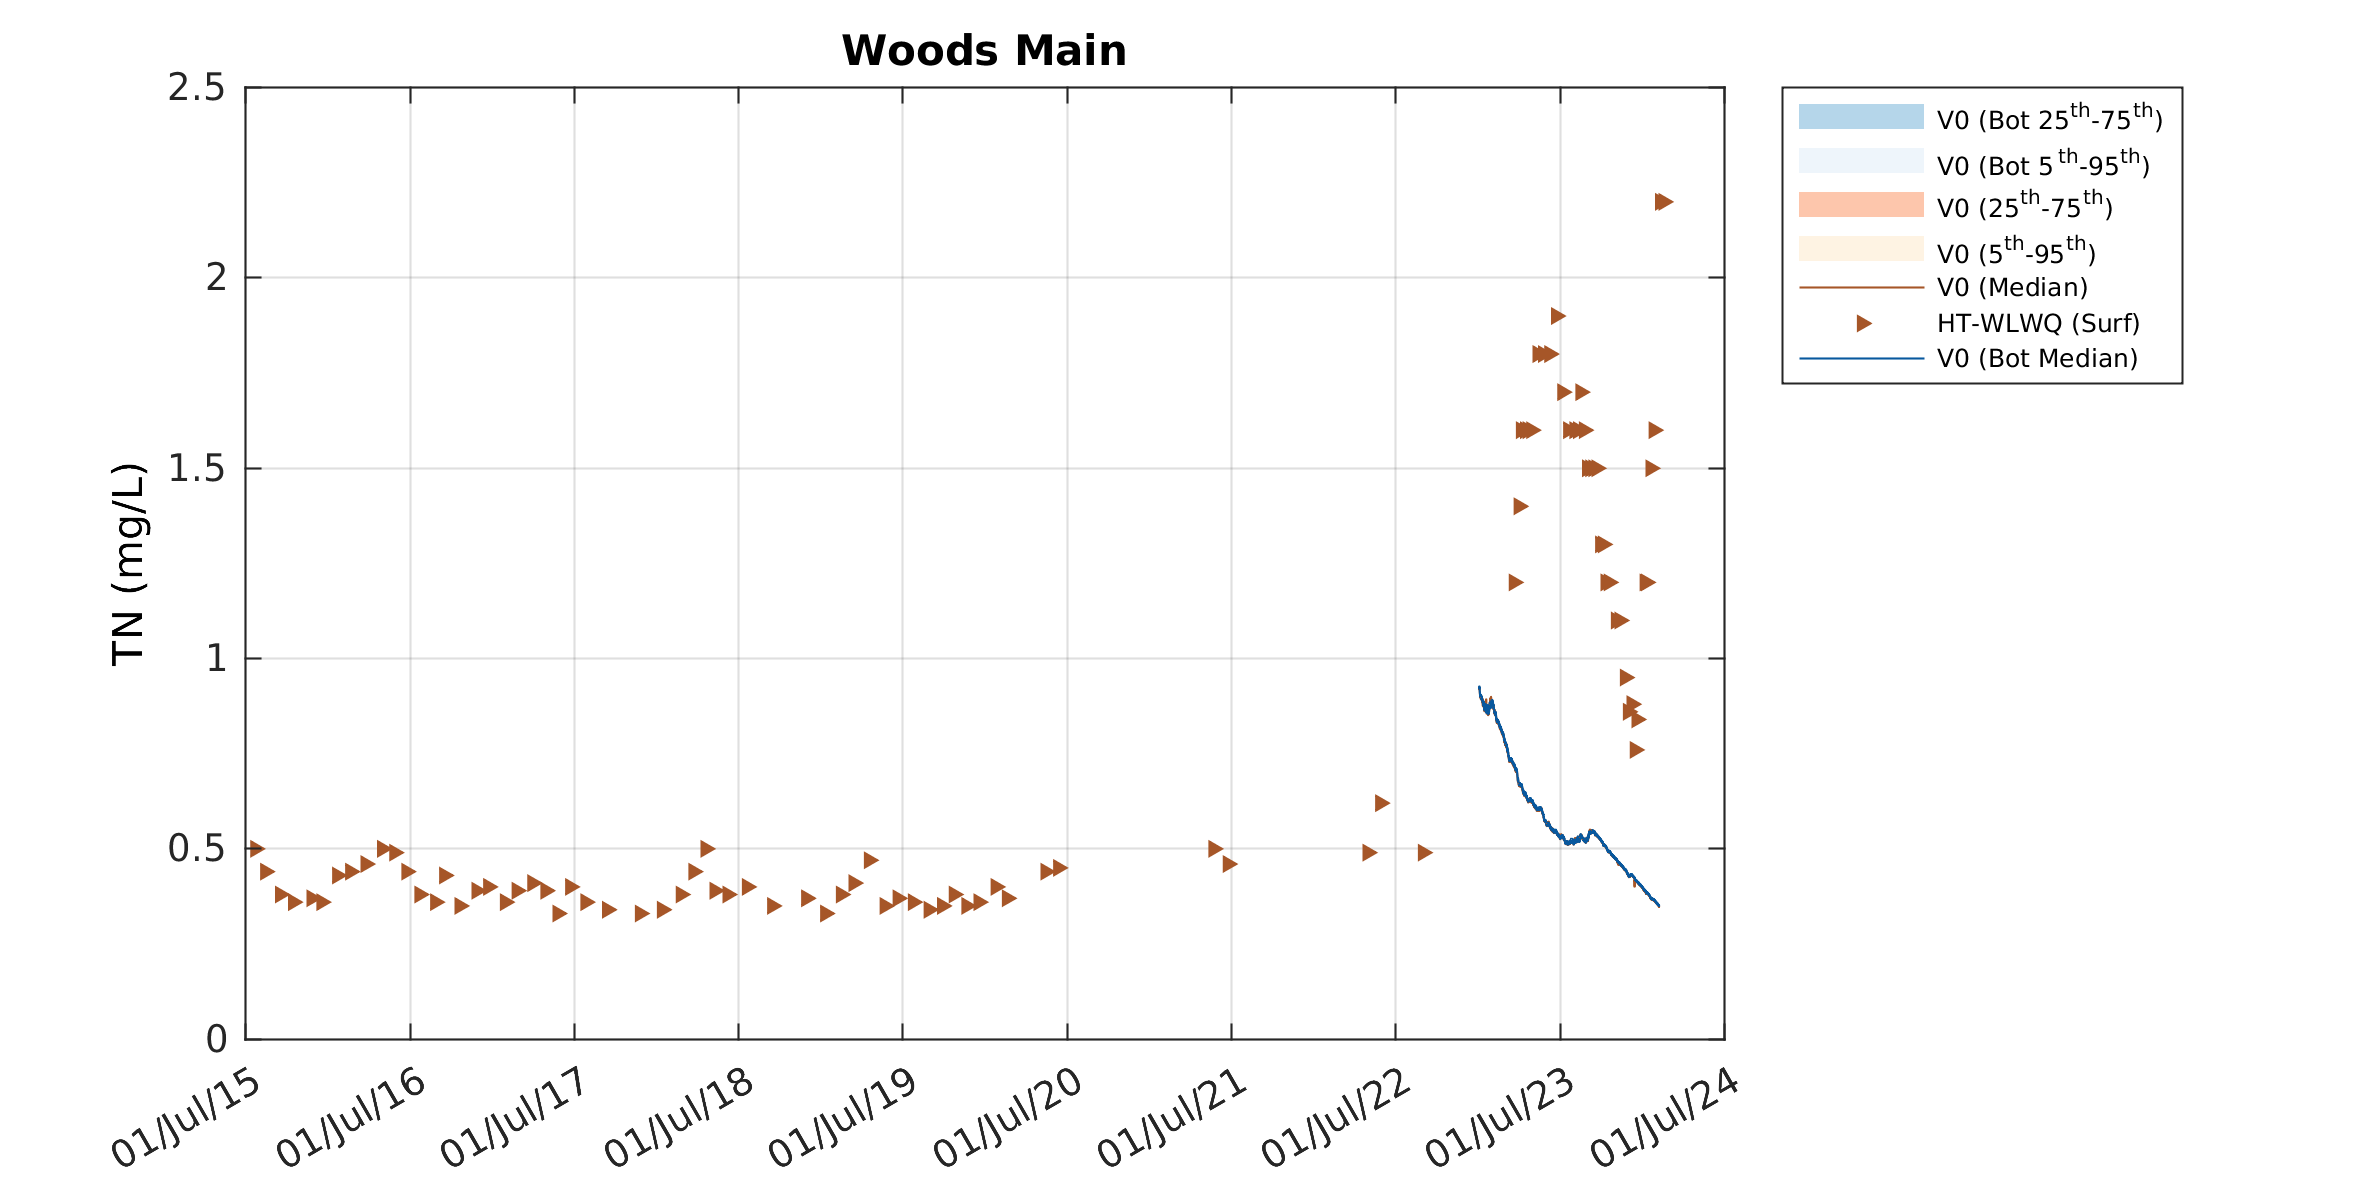 Woods Main
2.5
2
1.5
1
0.5
0
TN (mg/L)
01/Jul/15
01/Jul/16
01/Jul/17
01/Jul/18
01/Jul/19
01/Jul/20
01/Jul/21
01/Jul/22
01/Jul/23
01/Jul/24
V0 (Bot 25th-75th)
V0 (Bot 5th-95th)
V0 (25th-75th)
V0 (5th-95th)
V0 (Median)
HT-WLWQ (Surf)
V0 (Bot Median)